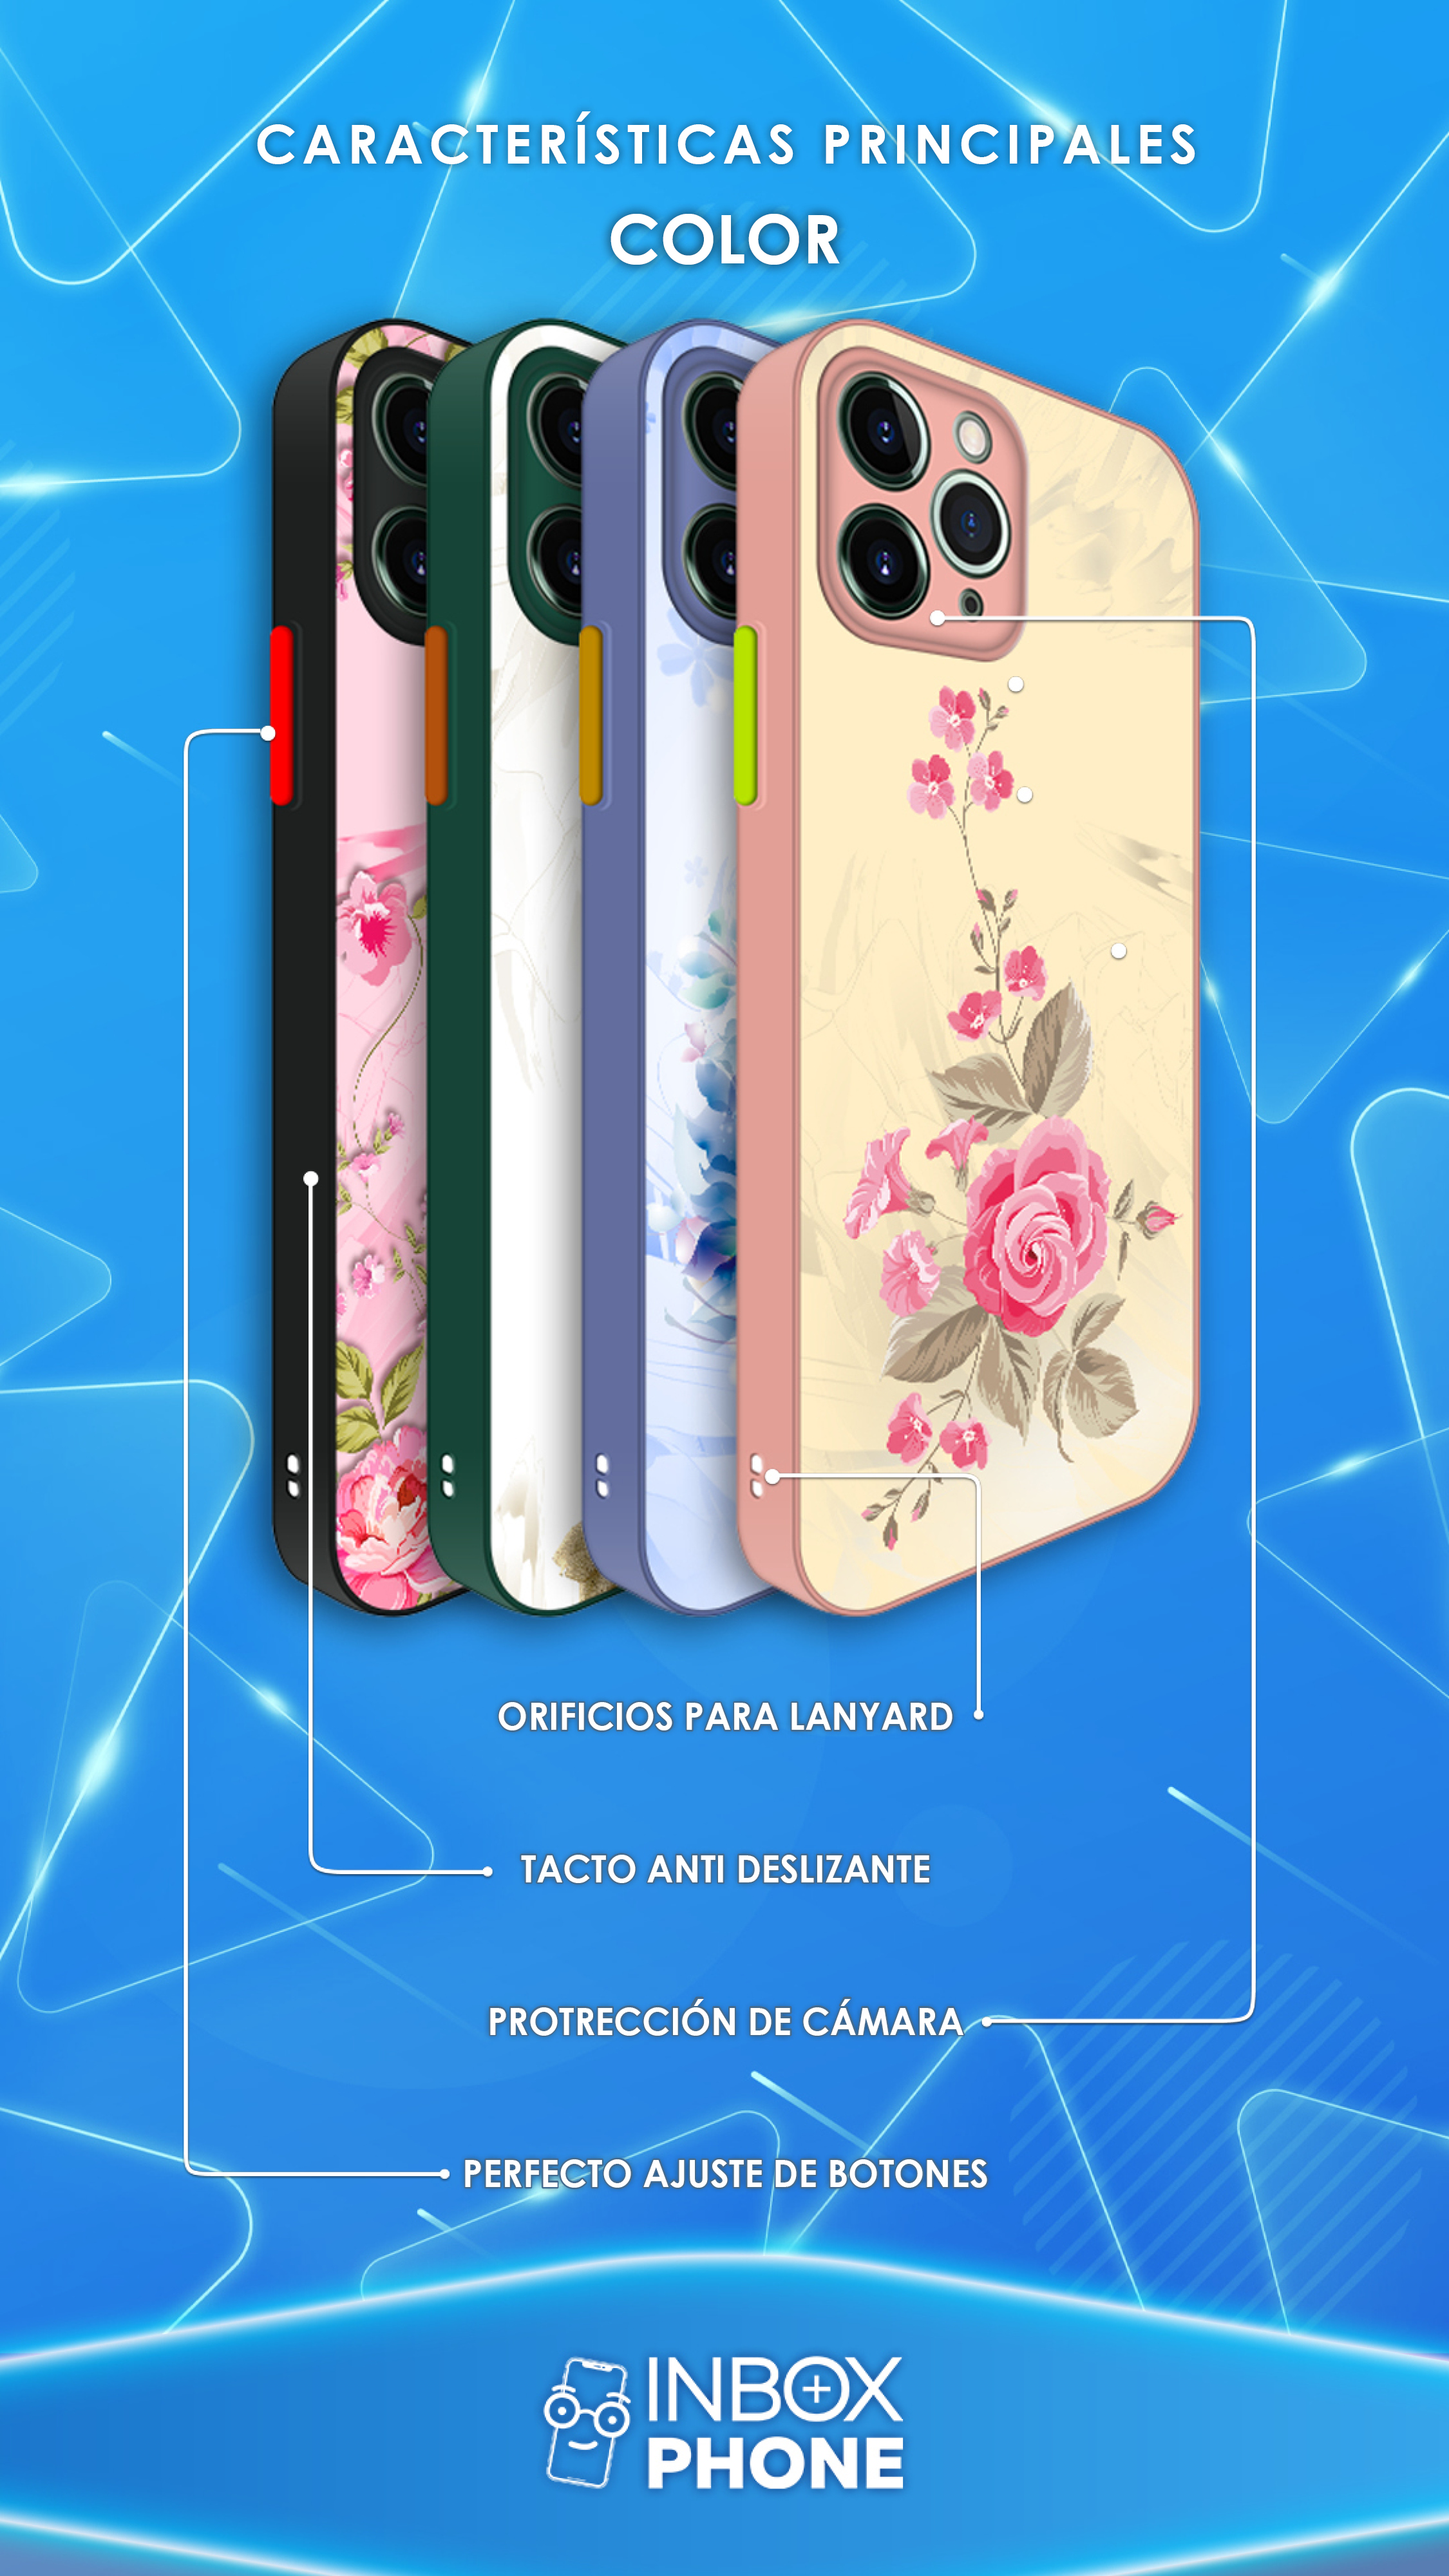 CARACTERÍSTICAS PRINCIPALES
COLOR
ORIFICIOS PARA LANYARD
TACTO ANTI DESLIZANTE
PROTRECCIÓN DE CÁMARA
PERFECTO AJUSTE DE BOTONES
INBOX
PHONE